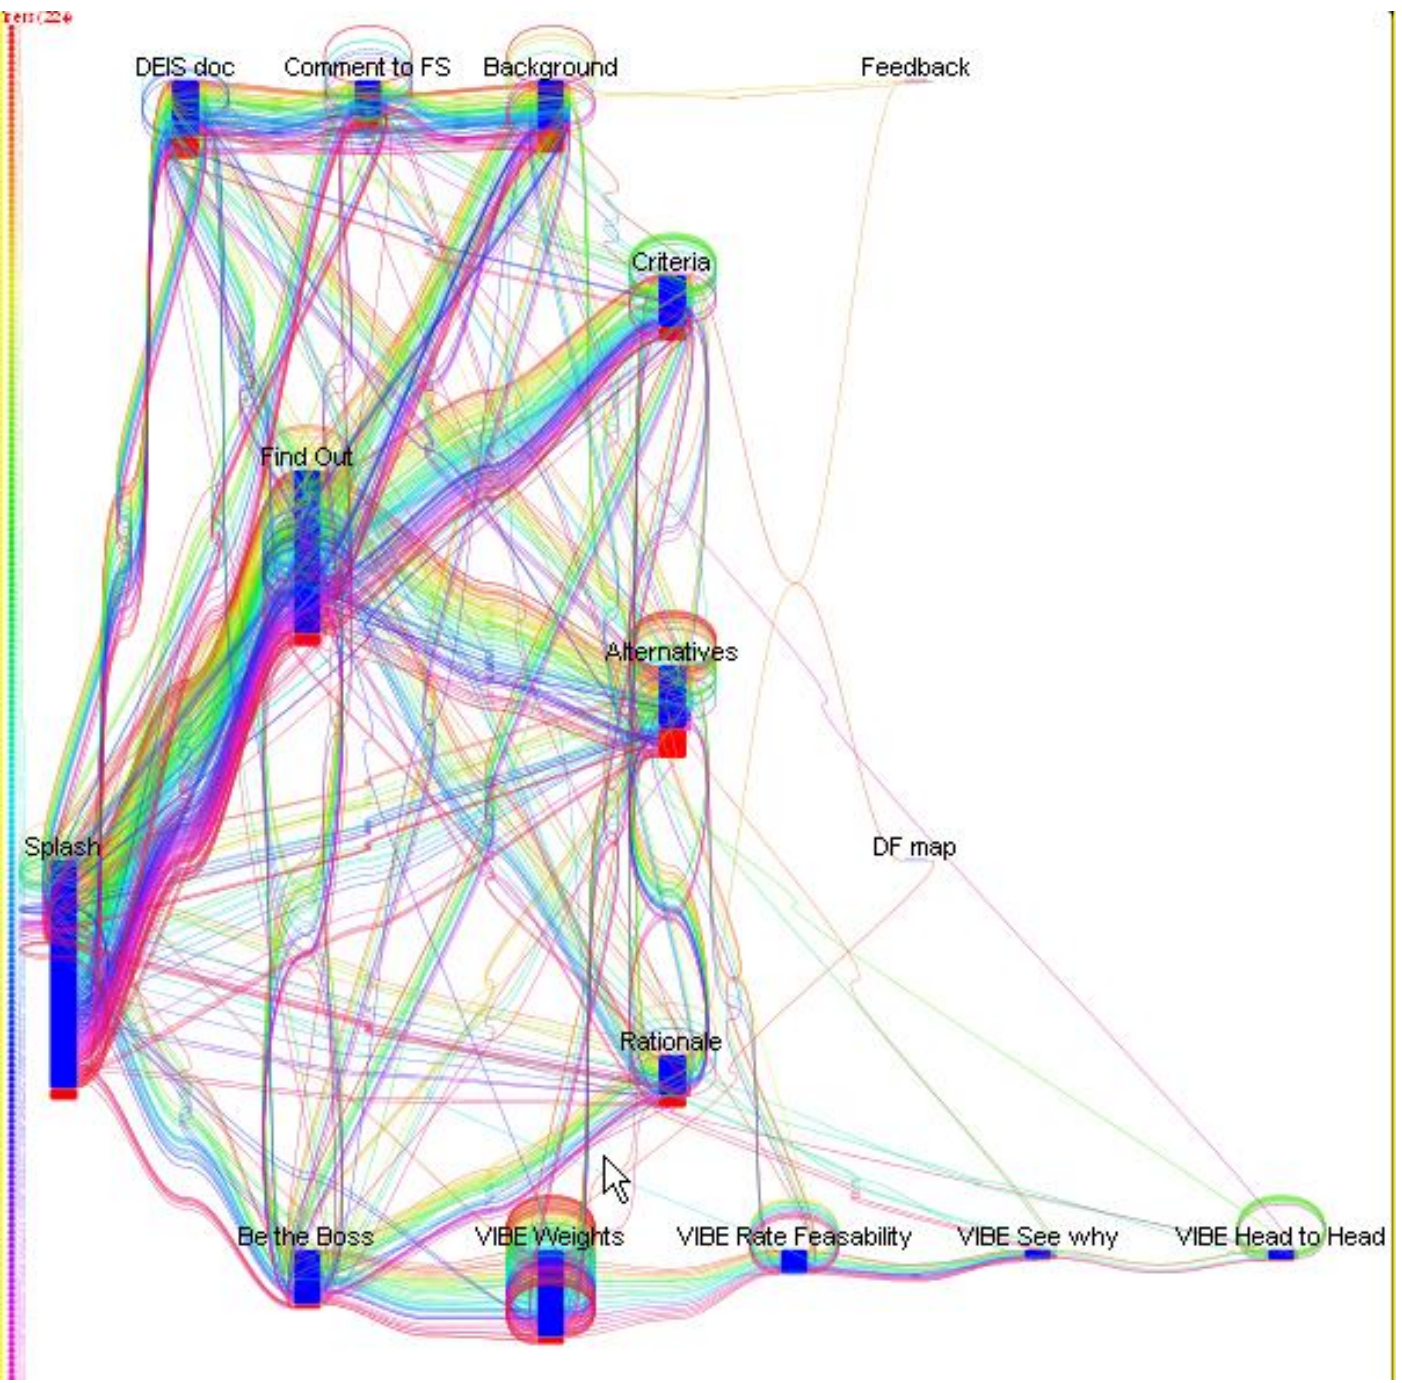 DEIS doc
Comment to FS
Background
Feedback
Criteria
Find Out
Alternatives
Splash
DF map
Rationale
Be the Boss
VIBE Weights
VIBE Rate Feasability
VIBE See why
VIBE Head to Head